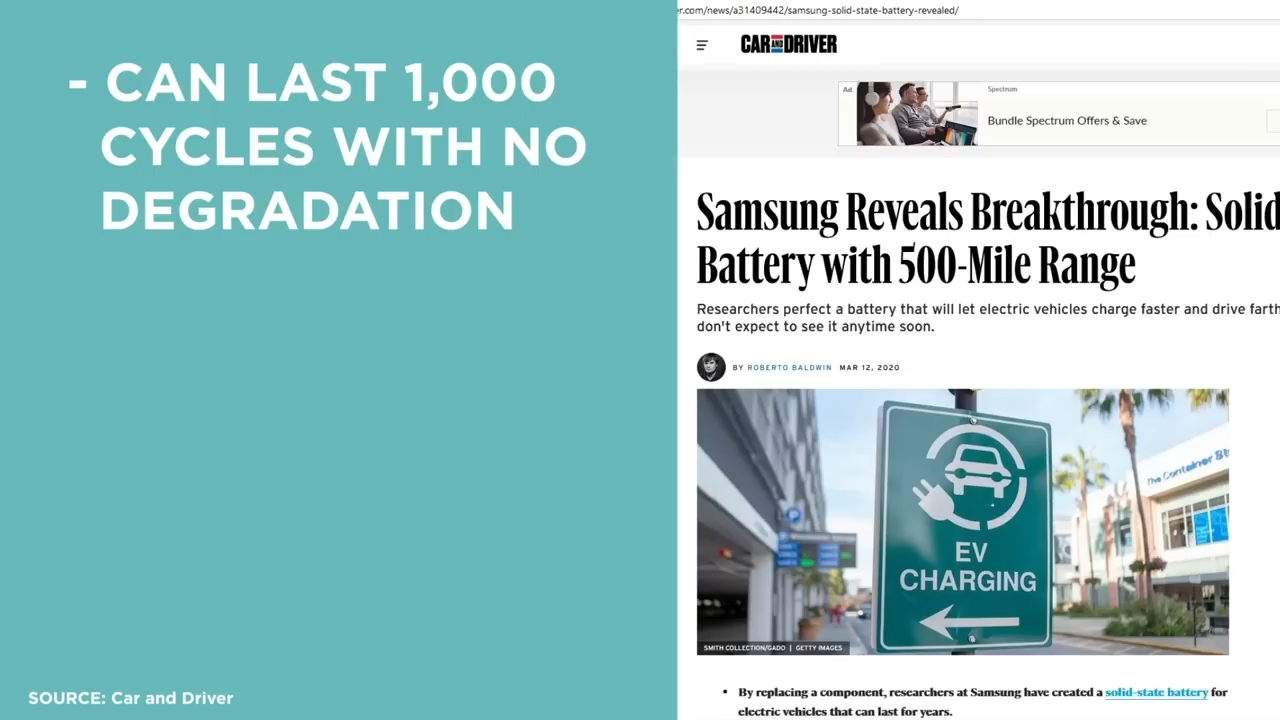 - CAN LAST 1,000
CYCLES WITH NO
DEGRADATION
SOURCE: Car and Driver
er.com/news/a31409442/samsung-solid-state-battery-revealed/
CAR AND DRIVER
Ad
Spectrum
Bundle Spectrum Offers & Save
Samsung Reveals Breakthrough: Solid
Battery with 500-Mile Range
Researchers perfect a battery that will let electric vehicles charge faster and drive farth
don't expect to see it anytime soon.
BY ROBERTO BALDWIN MAR 12, 2020
The Container St
EV
CHARGING
SMITH COLLECTION/GADO | GETTY IMAGES
• By replacing a component, researchers at Samsung have created a solid-state battery for
electric vehicles that can last for years.